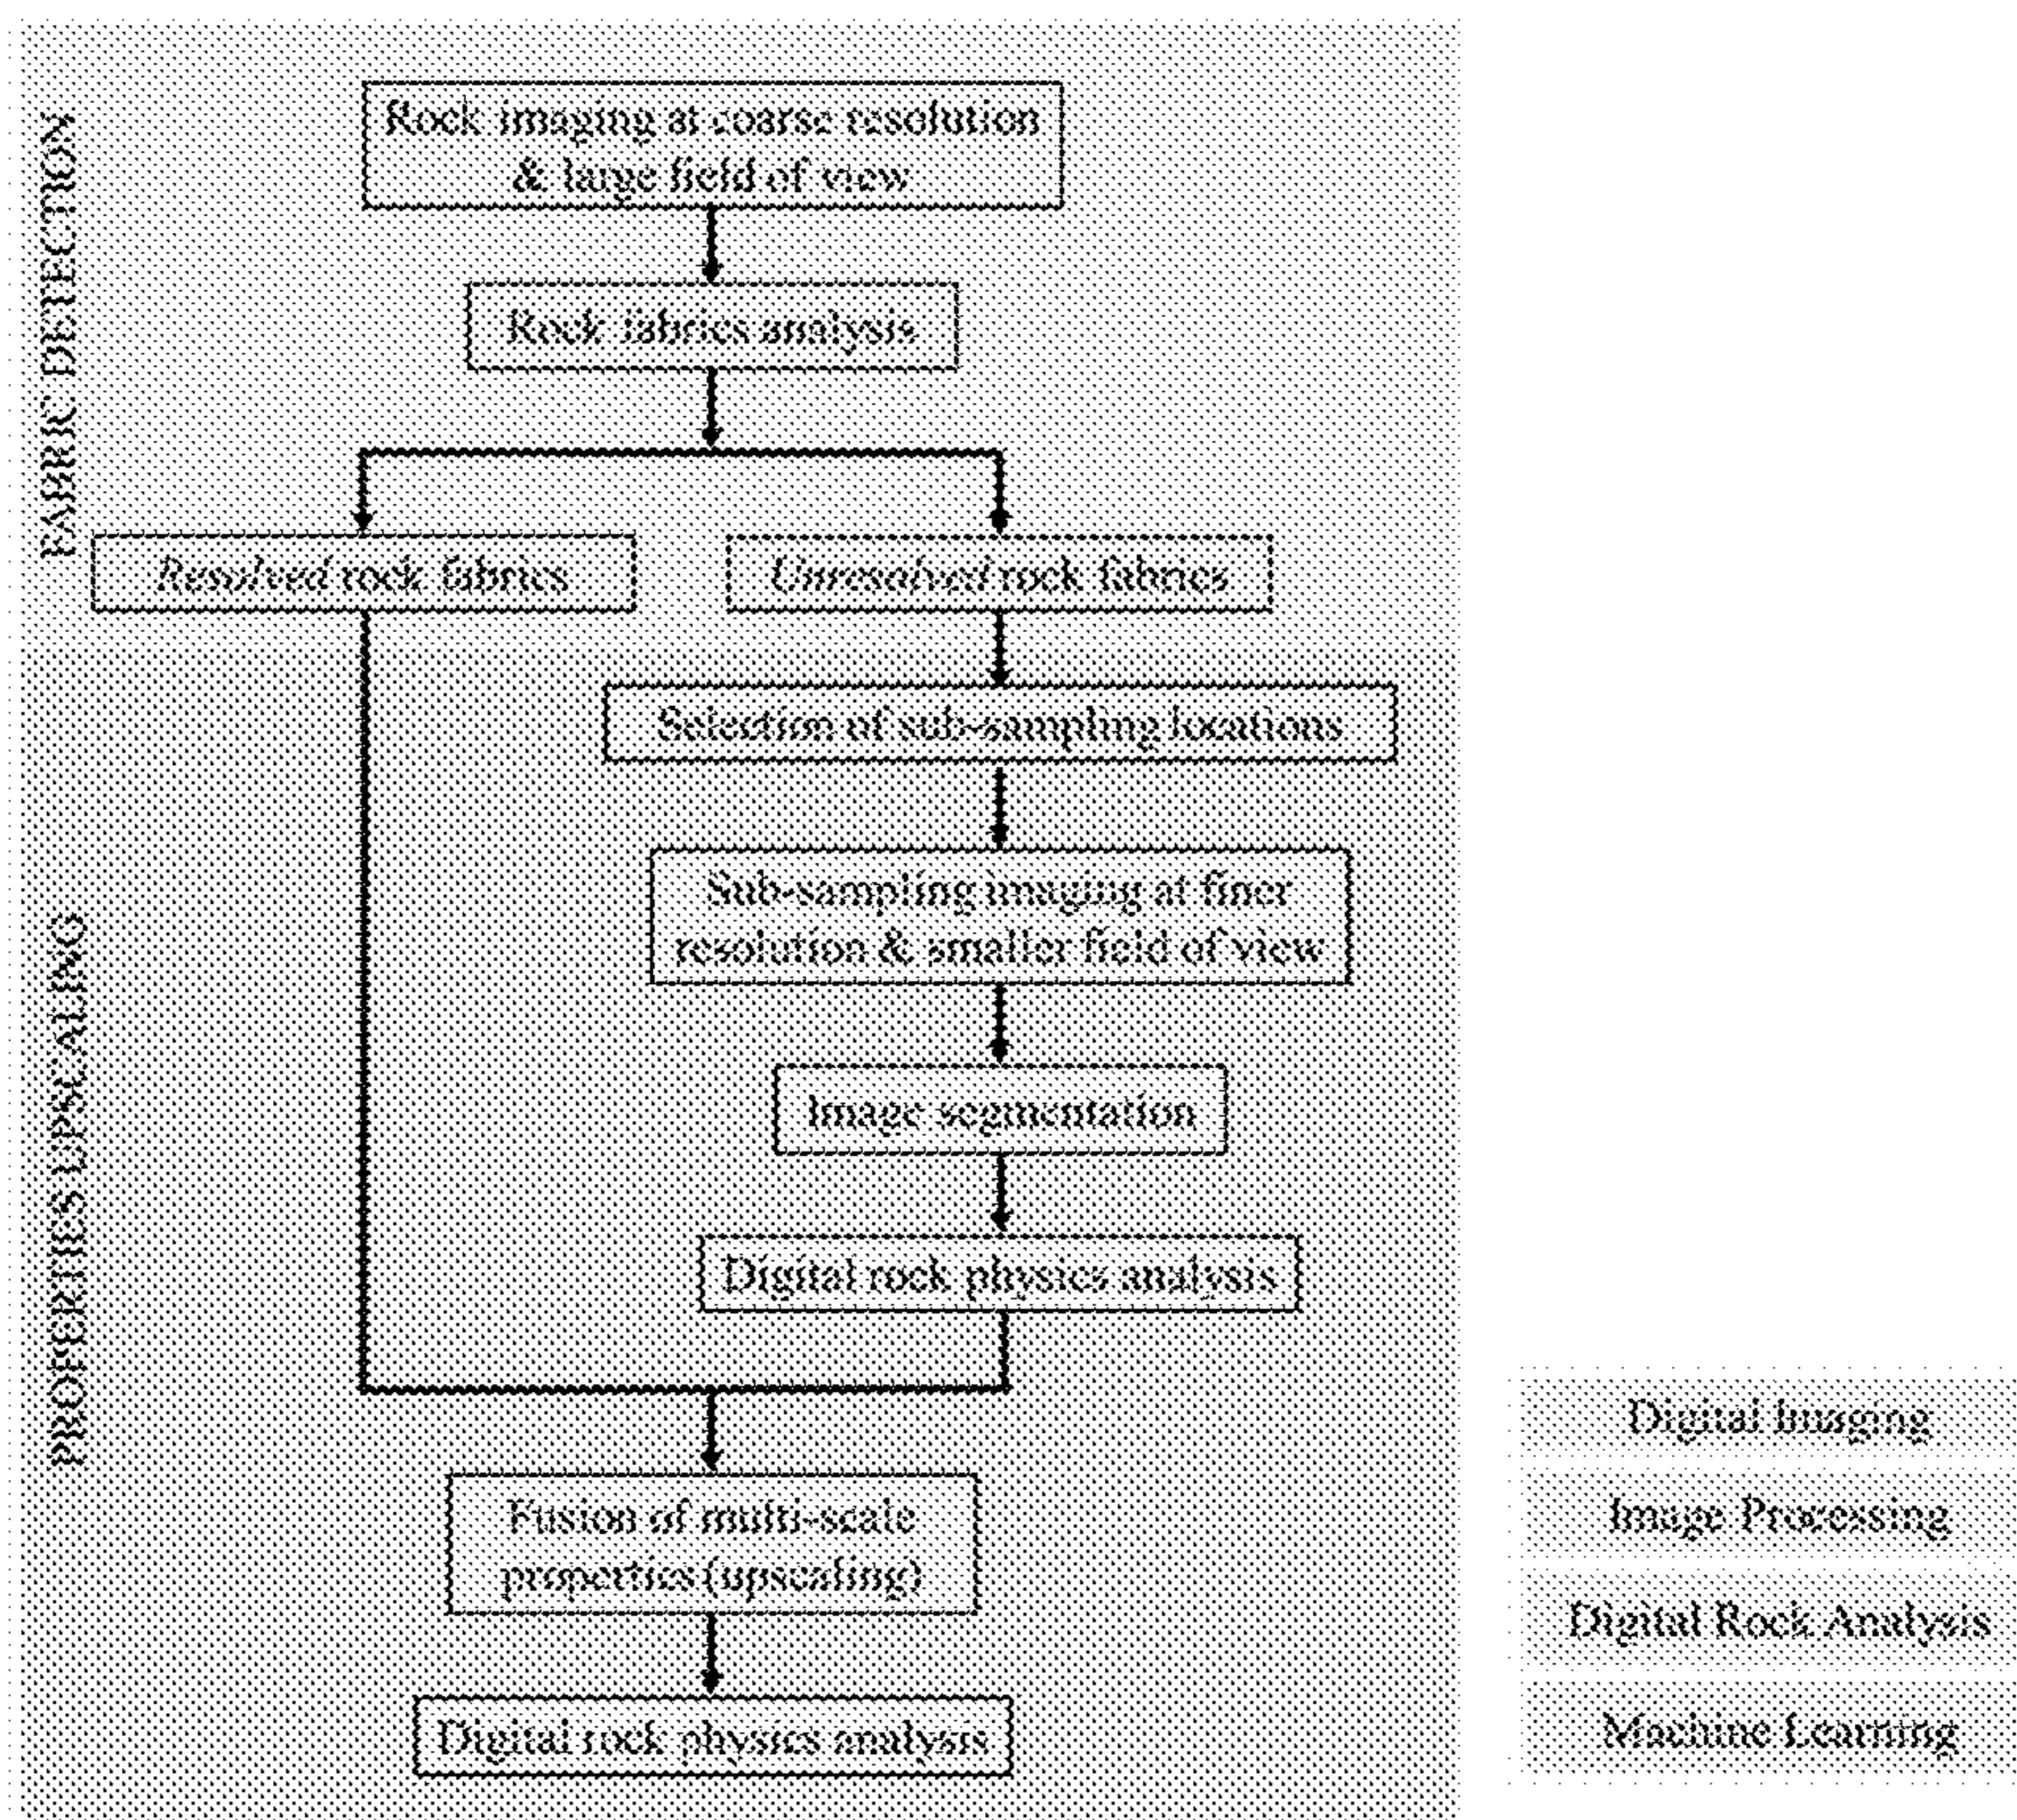 FABRIC DETECTION
Rock imaging at coarse resolution
& large field of view
Rock fabrics analysis
Resolved rock fabrics
Unresolved rock fabrics
PROPERTIES UPSCALING
Selection of sub-sampling locations
Sub-sampling imaging at finer
resolution & smaller field of view
Image segmentation
Digital rock physics analysis
Fusion of multi-scale
properties (upscaling)
Digital rock physics analysis
Digital Imaging
Image Processing
Digital Rock Analysis
Machine Learning